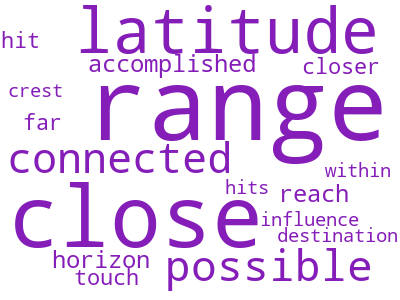 latitude
hit
accomplished
closer
range
crest
far
connected
within
hits
reach
close
influence
destination
horizon
possible
touch